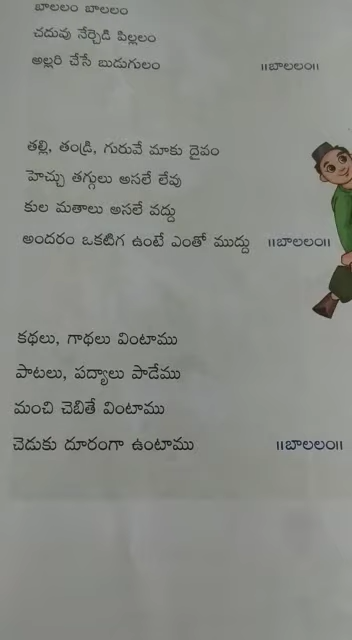 బాలలం బాలలం
చదువు నేర్చెడి పిల్లలం
అల్లరి చేసే బుడుగులం ॥బాలలం॥
తల్లి, తండ్రి, గురువే మాకు దైవం
హెచ్చు తగ్గులు అసలే లేవు
కుల మతాలు అసలే వద్దు
అందరం ఒకటిగ ఉంటే ఎంతో ముద్దు ॥బాలలం॥
కథలు, గాథలు వింటాము
పాటలు, పద్యాలు పాడేము
మంచి చెబితే వింటాము
చెడుకు దూరంగా ఉంటాము ॥బాలలం॥